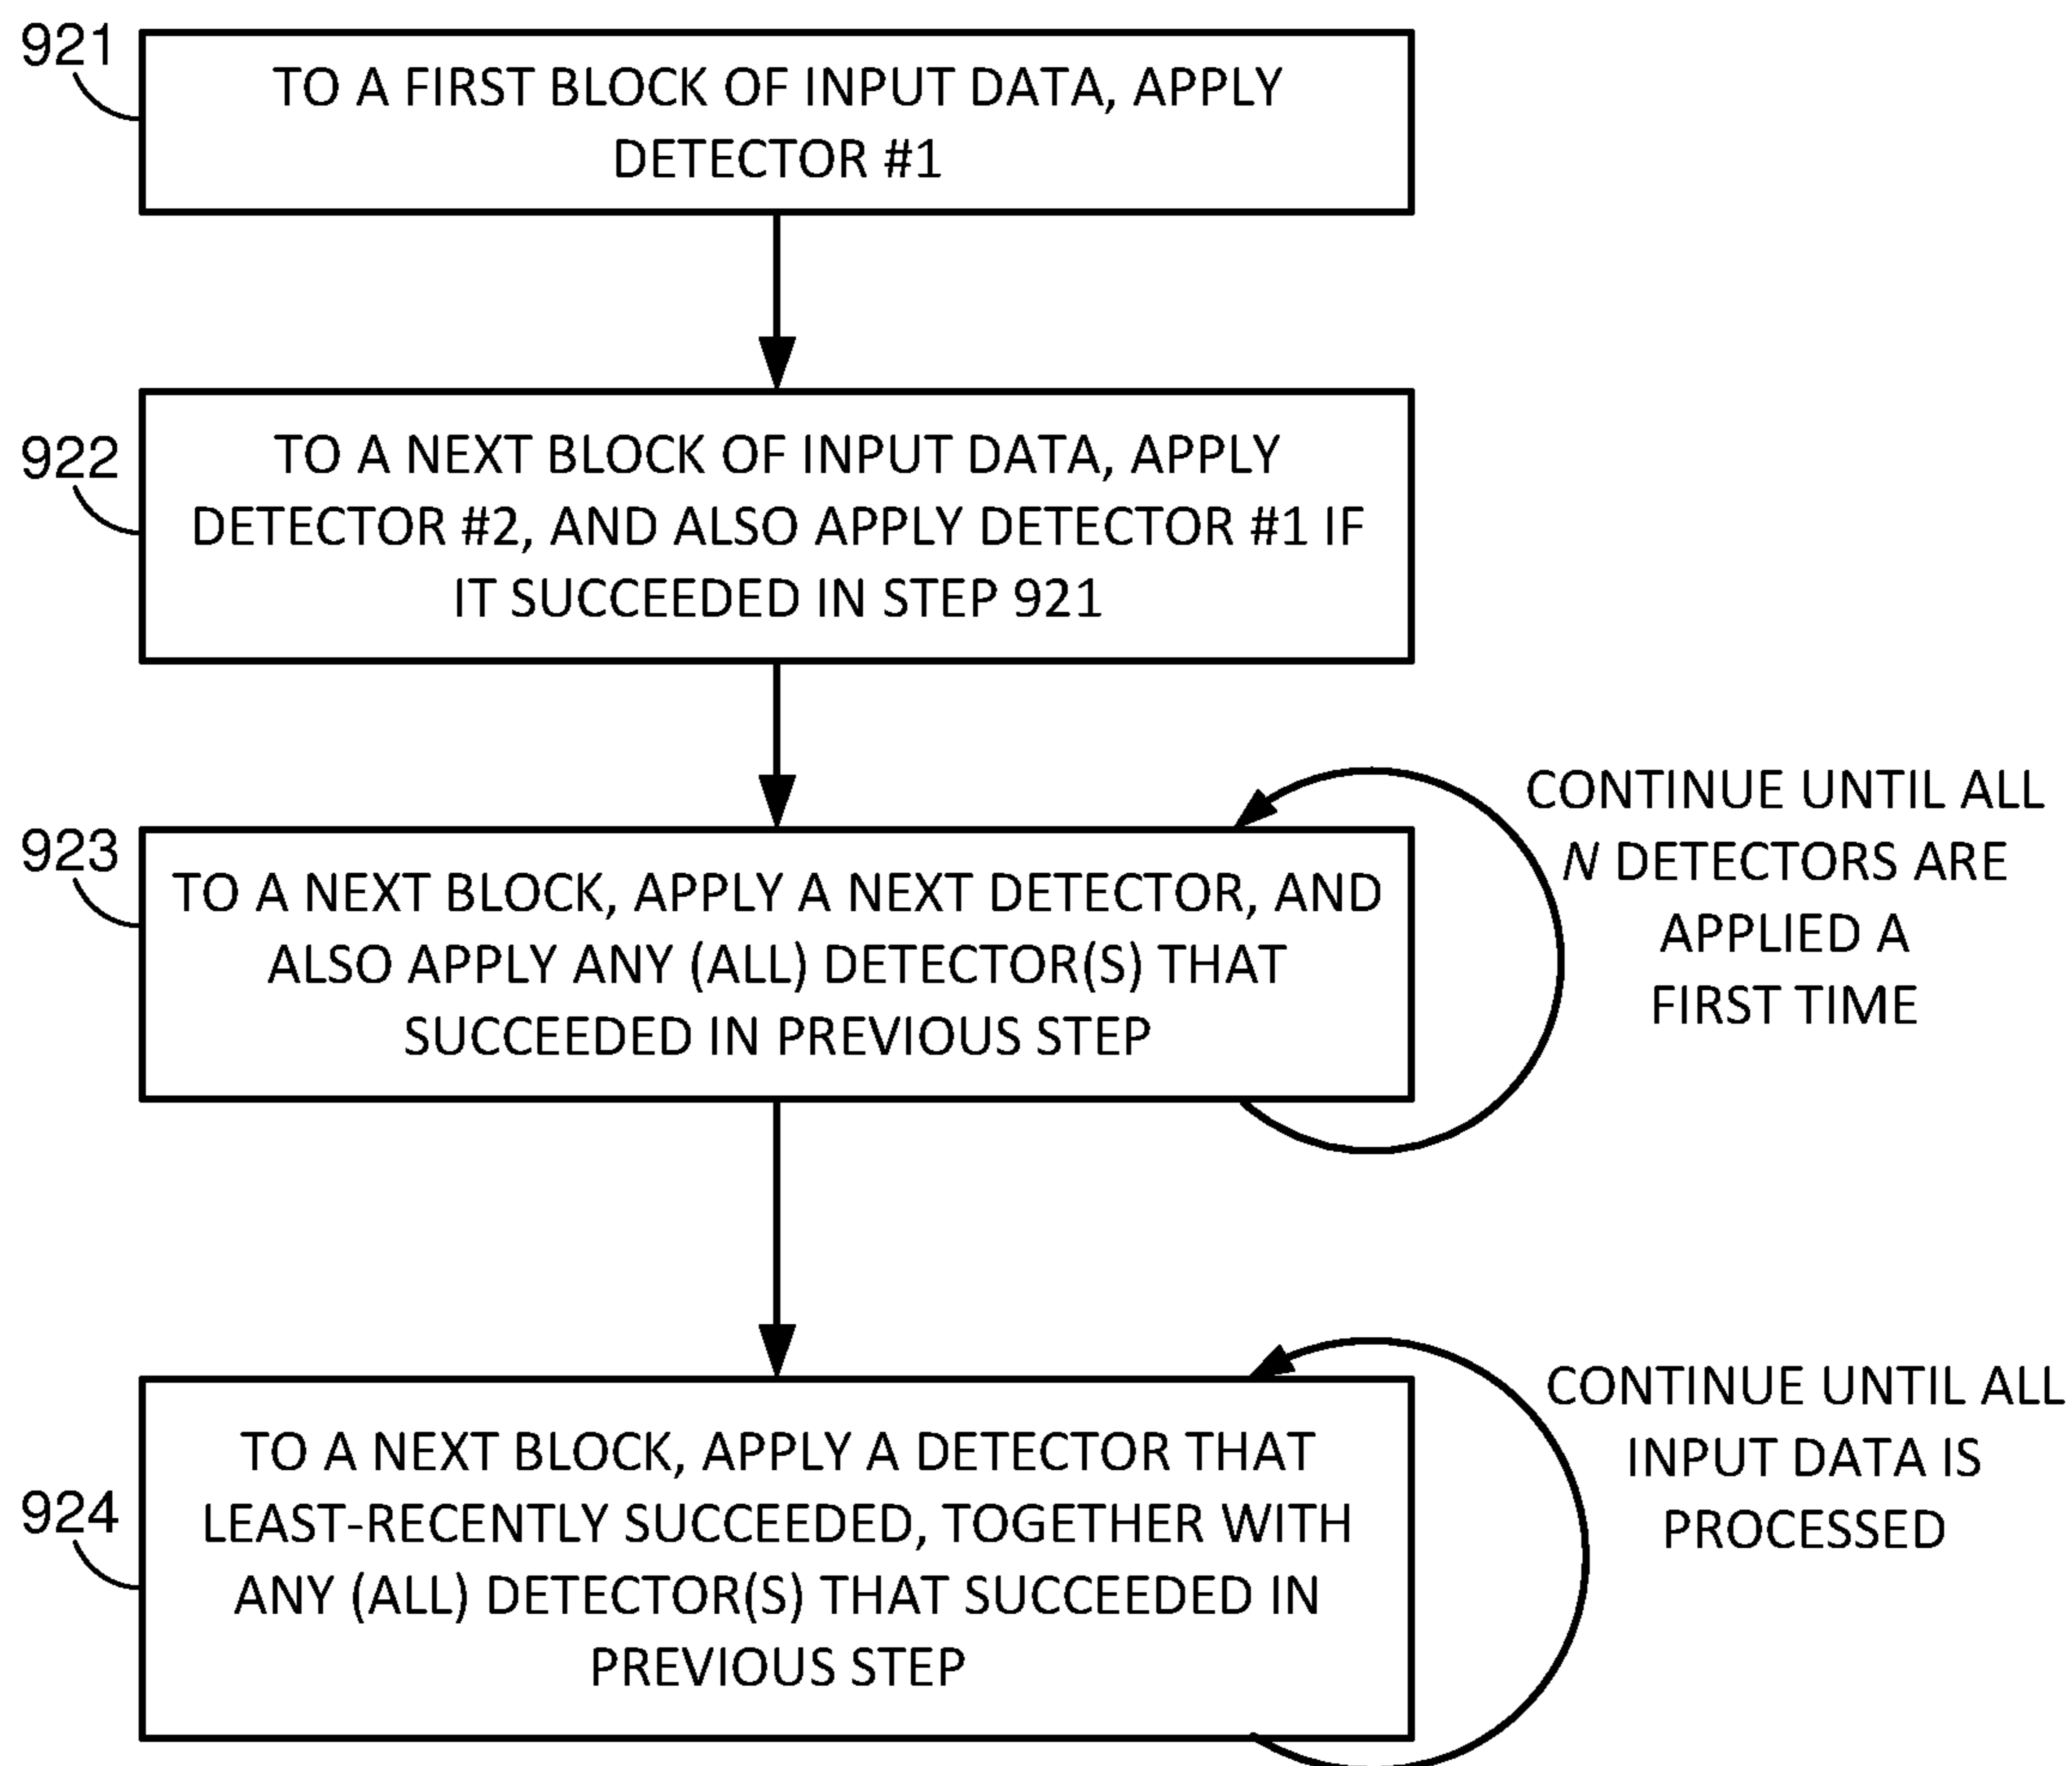 921
TO A FIRST BLOCK OF INPUT DATA, APPLY
DETECTOR #1
922
TO A NEXT BLOCK OF INPUT DATA, APPLY
DETECTOR #2, AND ALSO APPLY DETECTOR #1 IF
IT SUCCEEDED IN STEP 921
923
TO A NEXT BLOCK, APPLY A NEXT DETECTOR, AND
ALSO APPLY ANY (ALL) DETECTOR(S) THAT
SUCCEEDED IN PREVIOUS STEP
CONTINUE UNTIL ALL
N DETECTORS ARE
APPLIED A
FIRST TIME
924
TO A NEXT BLOCK, APPLY A DETECTOR THAT
LEAST-RECENTLY SUCCEEDED, TOGETHER WITH
ANY (ALL) DETECTOR(S) THAT SUCCEEDED IN
PREVIOUS STEP
CONTINUE UNTIL ALL
INPUT DATA IS
PROCESSED